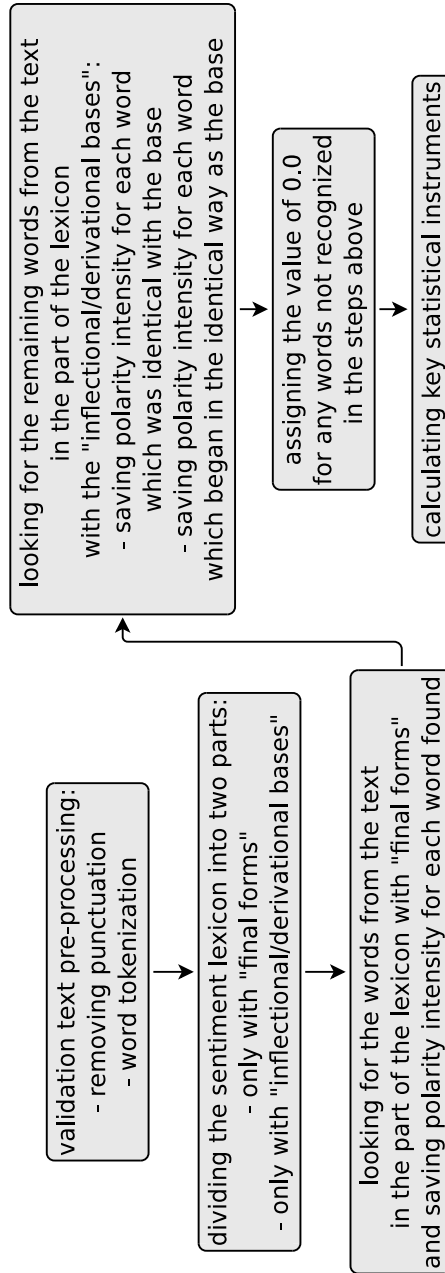 validation text pre-processing:
- removing punctuation
- word tokenization
dividing the sentiment lexicon into two parts:
- only with "final forms"
- only with "inflectional/derivational bases"
looking for the words from the text
in the part of the lexicon with "final forms"
and saving polarity intensity for each word found
looking for the remaining words from the text
in the part of the lexicon
with the "inflectional/derivational bases":
- saving polarity intensity for each word
which was identical with the base
- saving polarity intensity for each word
which began in the identical way as the base
assigning the value of 0.0
for any words not recognized
in the steps above
calculating key statistical instruments